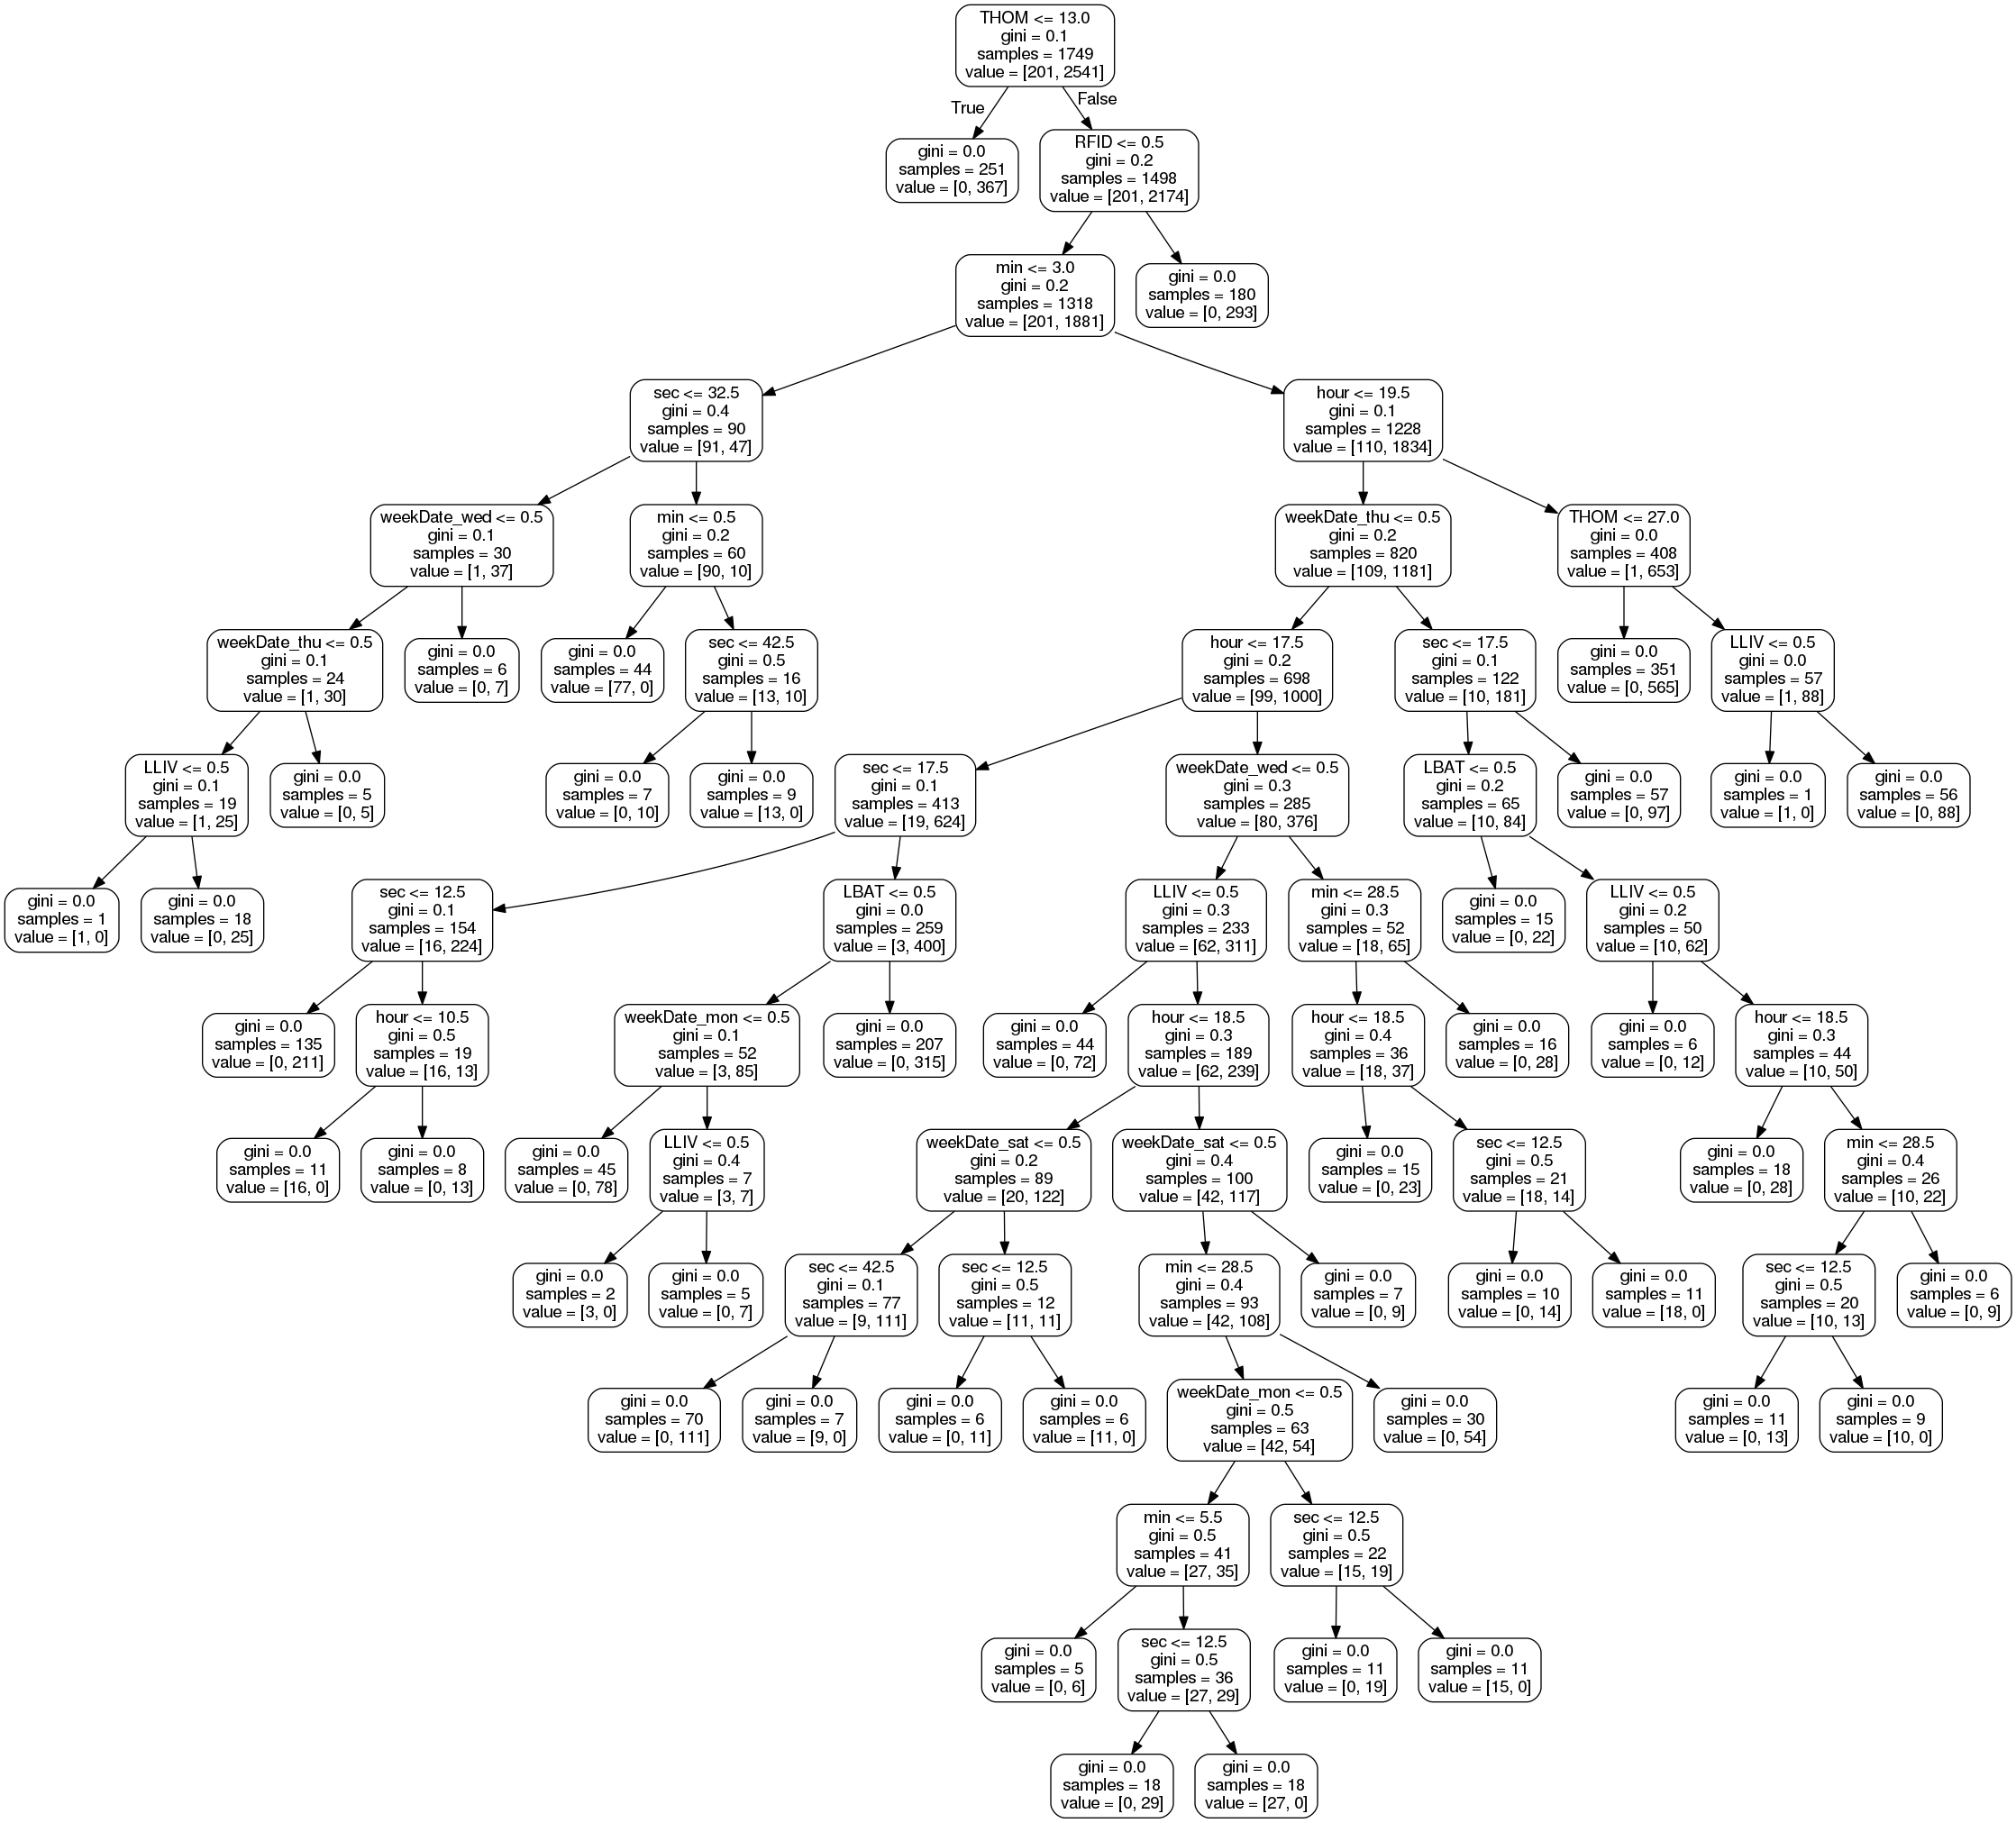 THOM <= 13.0
gini = 0.1
samples = 1749
value = [201, 2541]
True
False
gini = 0.0
samples = 251
value = [0, 367]
RFID <= 0.5
gini = 0.2
samples = 1498
value = [201, 2174]
min <= 3.0
gini = 0.2
samples = 1318
value = [201, 1881]
gini = 0.0
samples = 180
value = [0, 293]
sec <= 32.5
gini = 0.4
samples = 90
value = [91, 47]
hour <= 19.5
gini = 0.1
samples = 1228
value = [110, 1834]
weekDate_wed <= 0.5
gini = 0.1
samples = 30
value = [1, 37]
min <= 0.5
gini = 0.2
samples = 60
value = [90, 10]
weekDate_thu <= 0.5
gini = 0.2
samples = 820
value = [109, 1181]
THOM <= 27.0
gini = 0.0
samples = 408
value = [1, 653]
weekDate_thu <= 0.5
gini = 0.1
samples = 24
value = [1, 30]
gini = 0.0
samples = 6
value = [0, 7]
gini = 0.0
samples = 44
value = [77, 0]
sec <= 42.5
gini = 0.5
samples = 16
value = [13, 10]
hour <= 17.5
gini = 0.2
samples = 698
value = [99, 1000]
sec <= 17.5
gini = 0.1
samples = 122
value = [10, 181]
gini = 0.0
samples = 351
value = [0, 565]
LLIV <= 0.5
gini = 0.0
samples = 57
value = [1, 88]
LLIV <= 0.5
gini = 0.1
samples = 19
value = [1, 25]
gini = 0.0
samples = 5
value = [0, 5]
gini = 0.0
samples = 7
value = [0, 10]
gini = 0.0
samples = 9
value = [13, 0]
sec <= 17.5
gini = 0.1
samples = 413
value = [19, 624]
weekDate_wed <= 0.5
gini = 0.3
samples = 285
value = [80, 376]
LBAT <= 0.5
gini = 0.2
samples = 65
value = [10, 84]
gini = 0.0
samples = 57
value = [0, 97]
gini = 0.0
samples = 1
value = [1, 0]
gini = 0.0
samples = 56
value = [0, 88]
gini = 0.0
samples = 1
value = [1, 0]
gini = 0.0
samples = 18
value = [0, 25]
sec <= 12.5
gini = 0.1
samples = 154
value = [16, 224]
LBAT <= 0.5
gini = 0.0
samples = 259
value = [3, 400]
LLIV <= 0.5
gini = 0.3
samples = 233
value = [62, 311]
min <= 28.5
gini = 0.3
samples = 52
value = [18, 65]
gini = 0.0
samples = 15
value = [0, 22]
LLIV <= 0.5
gini = 0.2
samples = 50
value = [10, 62]
gini = 0.0
samples = 135
value = [0, 211]
hour <= 10.5
gini = 0.5
samples = 19
value = [16, 13]
weekDate_mon <= 0.5
gini = 0.1
samples = 52
value = [3, 85]
gini = 0.0
samples = 207
value = [0, 315]
gini = 0.0
samples = 44
value = [0, 72]
hour <= 18.5
gini = 0.3
samples = 189
value = [62, 239]
hour <= 18.5
gini = 0.4
samples = 36
value = [18, 37]
gini = 0.0
samples = 16
value = [0, 28]
gini = 0.0
samples = 6
value = [0, 12]
hour <= 18.5
gini = 0.3
samples = 44
value = [10, 50]
gini = 0.0
samples = 11
value = [16, 0]
gini = 0.0
samples = 8
value = [0, 13]
gini = 0.0
samples = 45
value = [0, 78]
LLIV <= 0.5
gini = 0.4
samples = 7
value = [3, 7]
weekDate_sat <= 0.5
gini = 0.2
samples = 89
value = [20, 122]
weekDate_sat <= 0.5
gini = 0.4
samples = 100
value = [42, 117]
gini = 0.0
samples = 15
value = [0, 23]
sec <= 12.5
gini = 0.5
samples = 21
value = [18, 14]
gini = 0.0
samples = 18
value = [0, 28]
min <= 28.5
gini = 0.4
samples = 26
value = [10, 22]
gini = 0.0
samples = 2
value = [3, 0]
gini = 0.0
samples = 5
value = [0, 7]
sec <= 42.5
gini = 0.1
samples = 77
value = [9, 111]
sec <= 12.5
gini = 0.5
samples = 12
value = [11, 11]
min <= 28.5
gini = 0.4
samples = 93
value = [42, 108]
gini = 0.0
samples = 7
value = [0, 9]
gini = 0.0
samples = 10
value = [0, 14]
gini = 0.0
samples = 11
value = [18, 0]
sec <= 12.5
gini = 0.5
samples = 20
value = [10, 13]
gini = 0.0
samples = 6
value = [0, 9]
gini = 0.0
samples = 70
value = [0, 111]
gini = 0.0
samples = 7
value = [9, 0]
gini = 0.0
samples = 6
value = [0, 11]
gini = 0.0
samples = 6
value = [11, 0]
weekDate_mon <= 0.5
gini = 0.5
samples = 63
value = [42, 54]
gini = 0.0
samples = 30
value = [0, 54]
gini = 0.0
samples = 11
value = [0, 13]
gini = 0.0
samples = 9
value = [10, 0]
min <= 5.5
gini = 0.5
samples = 41
value = [27, 35]
sec <= 12.5
gini = 0.5
samples = 22
value = [15, 19]
gini = 0.0
samples = 5
value = [0, 6]
sec <= 12.5
gini = 0.5
samples = 36
value = [27, 29]
gini = 0.0
samples = 11
value = [0, 19]
gini = 0.0
samples = 11
value = [15, 0]
gini = 0.0
samples = 18
value = [0, 29]
gini = 0.0
samples = 18
value = [27, 0]